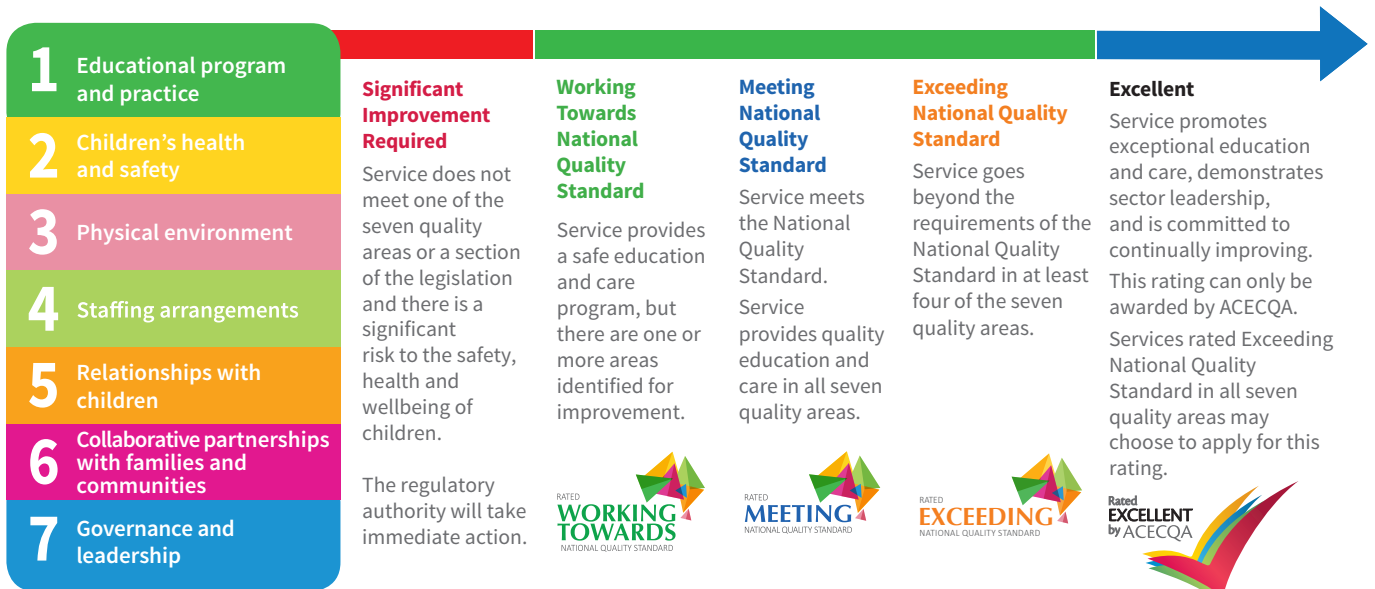 1
Educational program
and practice
2
Children's health
and safety
3
Physical environment
4
Staffing arrangements
5
Relationships with
children
6
Collaborative partnerships
with families and
communities
7
Governance and
leadership
Significant
Improvement
Required
Service does not
meet one of the
seven quality
areas or a section
of the legislation
and there is a
significant
risk to the safety,
health and
wellbeing of
children.
The regulatory
authority will take
immediate action.
Working
Towards
National
Quality
Standard
Service provides
a safe education
and care
program, but
there are one or
more areas
identified for
improvement.
RATED
WORKING
TOWARDS
NATIONAL QUALITY STANDARD
Meeting
National
Quality
Standard
Service meets
the National
Quality
Standard.
Service
provides quality
education and
care in all seven
quality areas.
RATED
MEETING
NATIONAL QUALITY STANDARD
Exceeding
National Quality
Standard
Service goes
beyond the
requirements of the
National Quality
Standard in at least
four of the seven
quality areas.
RATED
EXCEEDING
NATIONAL QUALITY STANDARD
Excellent
Service promotes
exceptional education
and care, demonstrates
sector leadership,
and is committed to
continually improving.
This rating can only be
awarded by ACECQA.
Services rated Exceeding
National Quality
Standard in all seven
quality areas may
choose to apply for this
rating.
Rated
EXCELLENT
by ACECQA